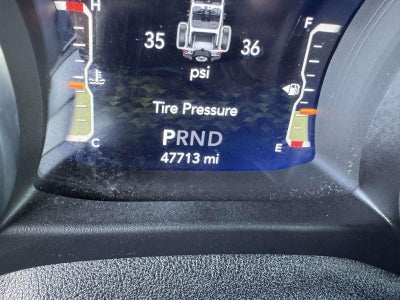 H F
35 36
psi
Tire Pressure
PRND
C 47713 mi E